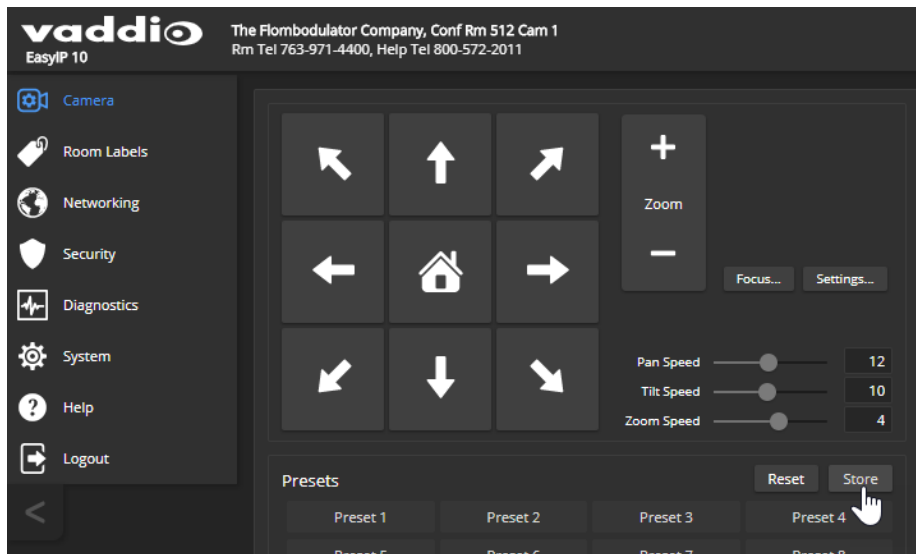 vaddio
EasyIP 10
The Flombodulator Company, Conf Rm 512 Cam 1
Rm Tel 763-971-4400, Help Tel 800-572-2011
Camera
Room Labels
Networking
Security
Diagnostics
System
Help
Logout
<
+
Zoom
−
Focus...
Settings...
Pan Speed 12
Tilt Speed 10
Zoom Speed 4
Presets
Reset
Store
Preset 1
Preset 2
Preset 3
Preset 4